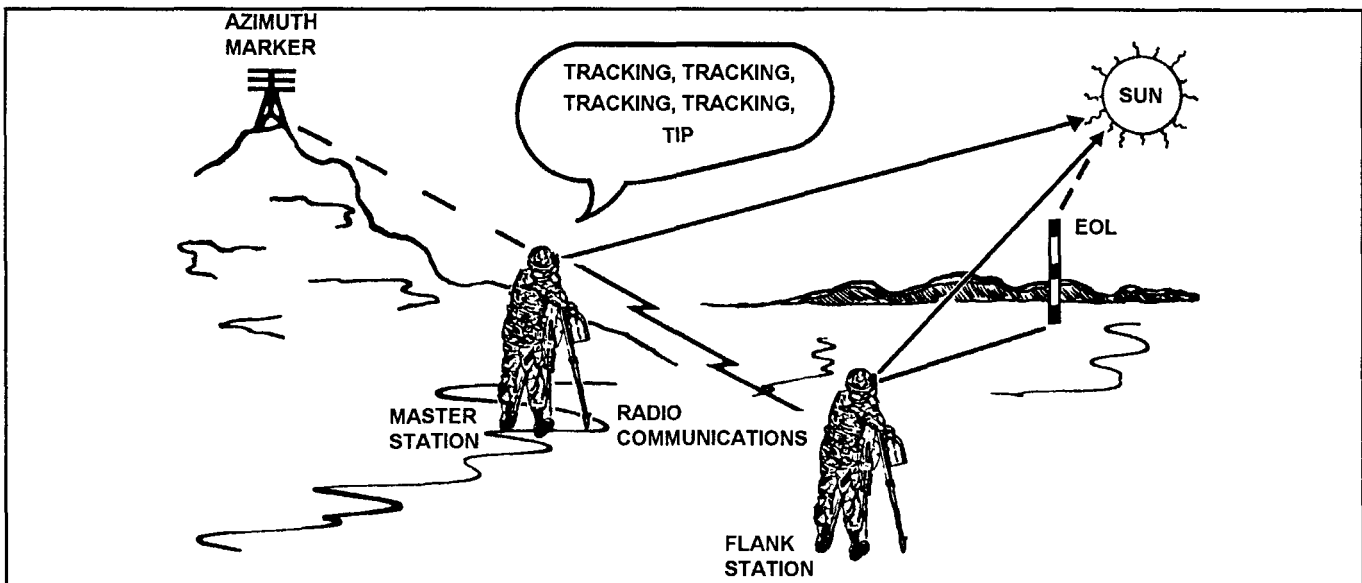 AZIMUTH
MARKER
TRACKING, TRACKING,
TRACKING, TRACKING,
TIP
SUN
EOL
MASTER
STATION
RADIO
COMMUNICATIONS
FLANK
STATION